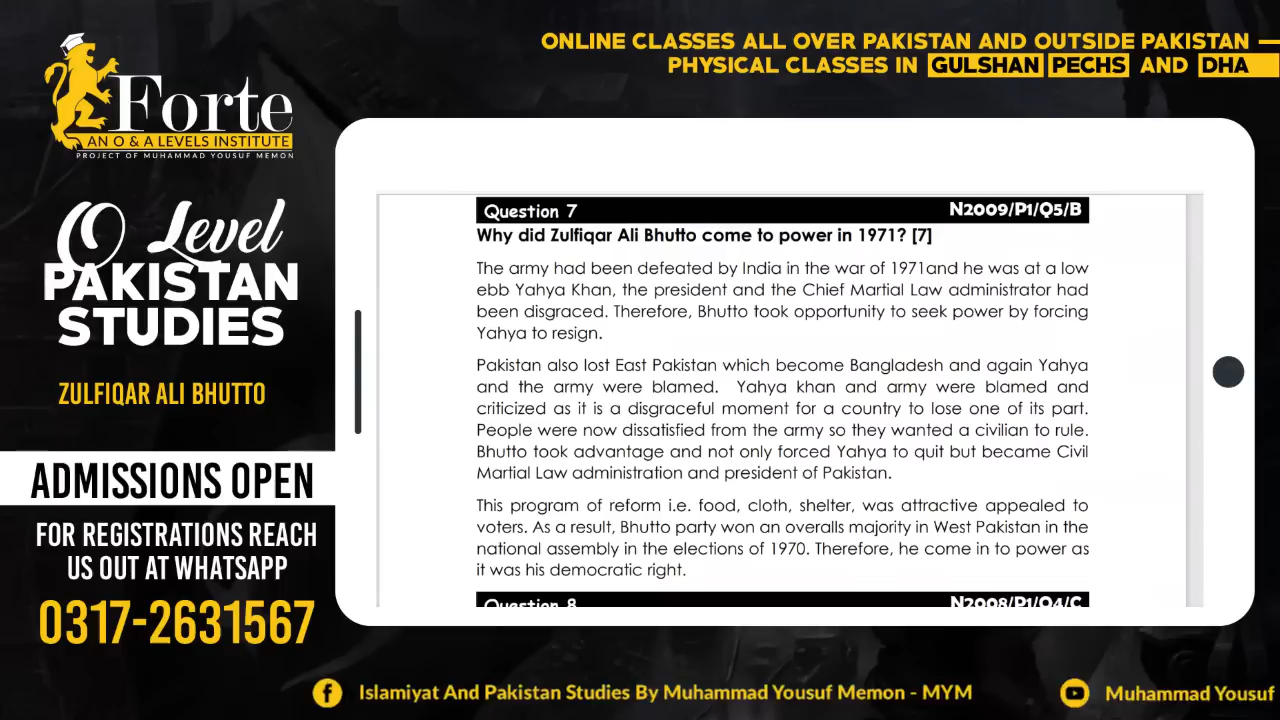 ONLINE CLASSES ALL OVER PAKISTAN AND OUTSIDE PAKISTAN
PHYSICAL CLASSES IN GULSHAN PECHS AND DHA
Forte
AN O & A LEVELS INSTITUTE
PROJECT OF MUHAMMAD YOUSUF MEMON
O Level
PAKISTAN
STUDIES
ZULFIQAR ALI BHUTTO
ADMISSIONS OPEN
FOR REGISTRATIONS REACH
US OUT AT WHATSAPP
0317-2631567
Question 7 N2009/P1/Q5/B
Why did Zulfiqar Ali Bhutto come to power in 1971? [7]
The army had been defeated by India in the war of 1971and he was at a low
ebb Yahya Khan, the president and the Chief Martial Law administrator had
been disgraced. Therefore, Bhutto took opportunity to seek power by forcing
Yahya to resign.
Pakistan also lost East Pakistan which become Bangladesh and again Yahya
and the army were blamed. Yahya khan and army were blamed and
criticized as it is a disgraceful moment for a country to lose one of its part.
People were now dissatisfied from the army so they wanted a civilian to rule.
Bhutto took advantage and not only forced Yahya to quit but became Civil
Martial Law administration and president of Pakistan.
This program of reform i.e. food, cloth, shelter, was attractive appealed to
voters. As a result, Bhutto party won an overalls majority in West Pakistan in the
national assembly in the elections of 1970. Therefore, he come in to power as
it was his democratic right.
Question 8 N2008/P1/Q4/C
Islamiyat And Pakistan Studies By Muhammad Yousuf Memon - MYM
Muhammad Yousuf